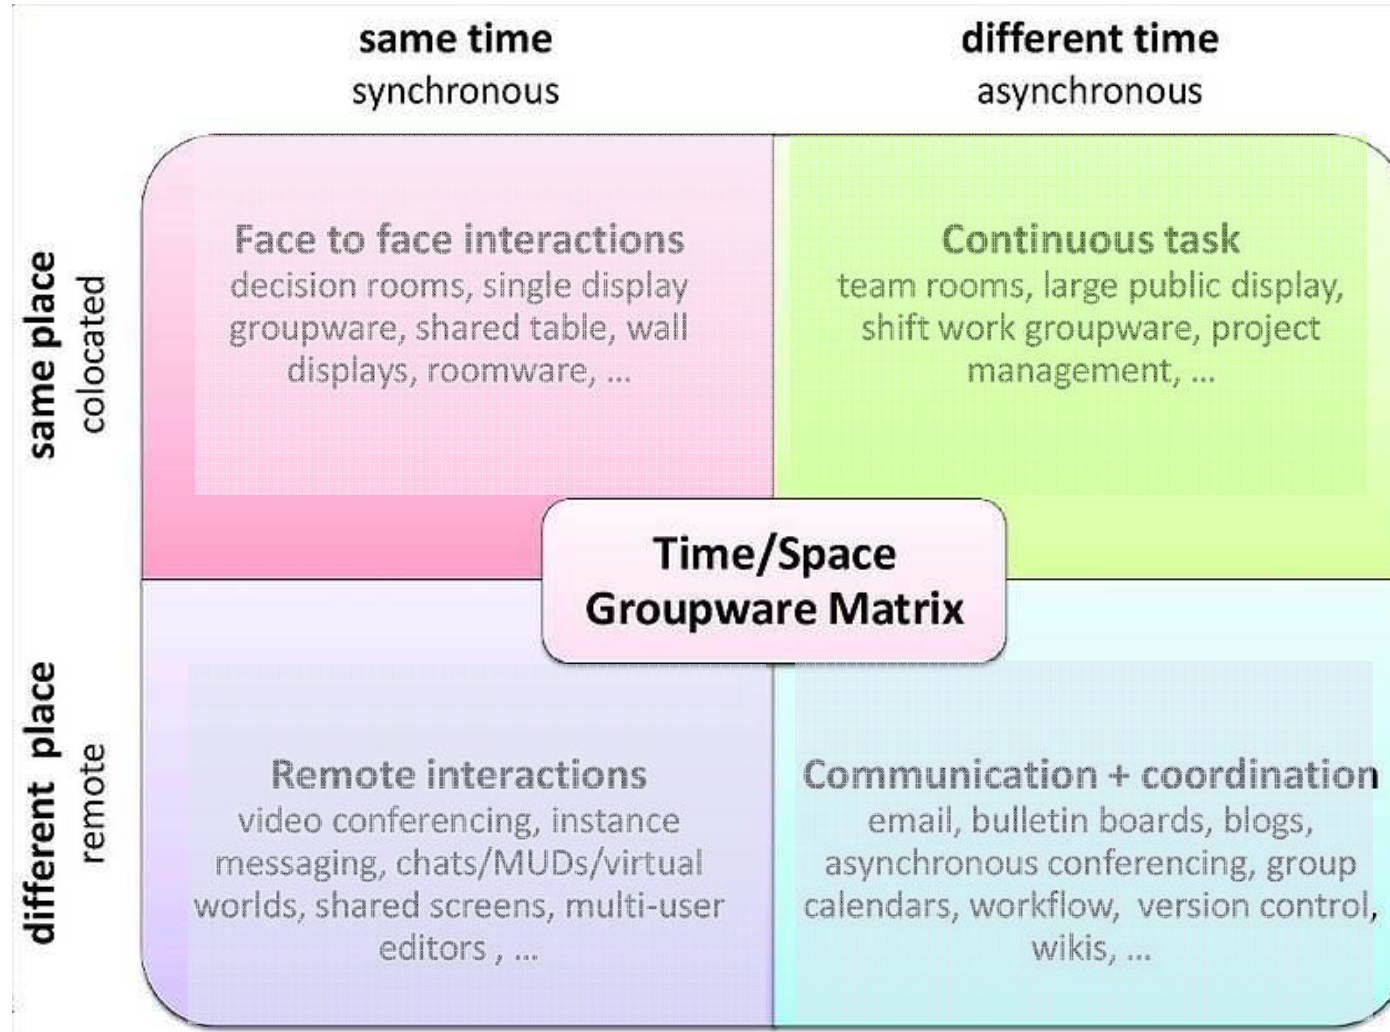 same time
synchronous
different time
asynchronous
same place
colocated
Face to face interactions
decision rooms, single display
groupware, shared table, wall
displays, roomware, ...
Continuous task
team rooms, large public display,
shift work groupware, project
management, ...
Time/Space
Groupware Matrix
different place
remote
Remote interactions
video conferencing, instance
messaging, chats/MUDs/virtual
worlds, shared screens, multi-user
editors , ...
Communication + coordination
email, bulletin boards, blogs,
asynchronous conferencing, group
calendars, workflow, version control,
wikis, ...